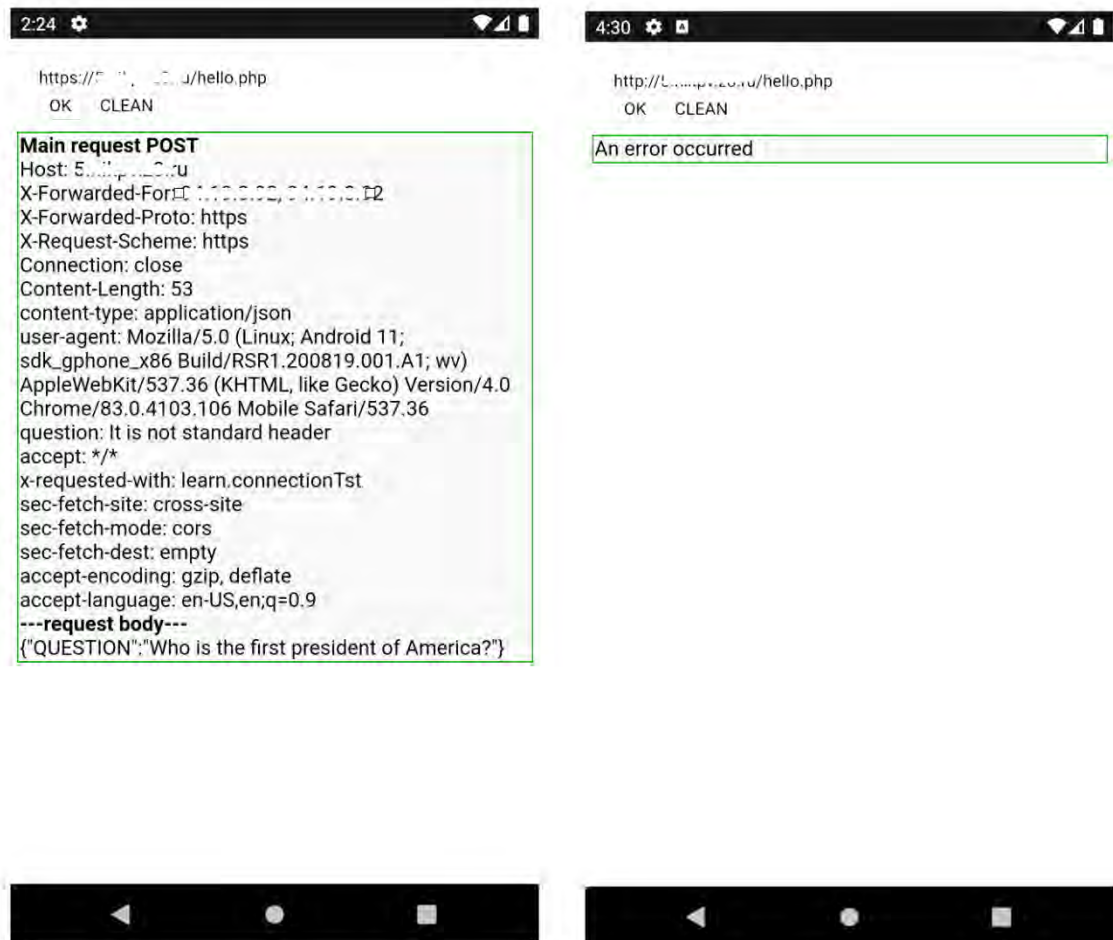 2:24
https:// /hello.php
OK CLEAN
Main request POST
Host:
X-Forwarded-For:
X-Forwarded-Proto: https
X-Request-Scheme: https
Connection: close
Content-Length: 53
content-type: application/json
user-agent: Mozilla/5.0 (Linux; Android 11;
sdk_gphone_x86 Build/RSR1.200819.001.A1; wv)
AppleWebKit/537.36 (KHTML, like Gecko) Version/4.0
Chrome/83.0.4103.106 Mobile Safari/537.36
question: It is not standard header
accept: */*
x-requested-with: learn.connectionTst
sec-fetch-site: cross-site
sec-fetch-mode: cors
sec-fetch-dest: empty
accept-encoding: gzip, deflate
accept-language: en-US,en;q=0.9
---request body---
{"QUESTION":"Who is the first president of America?"}
4:30
http:// /hello.php
OK CLEAN
An error occurred